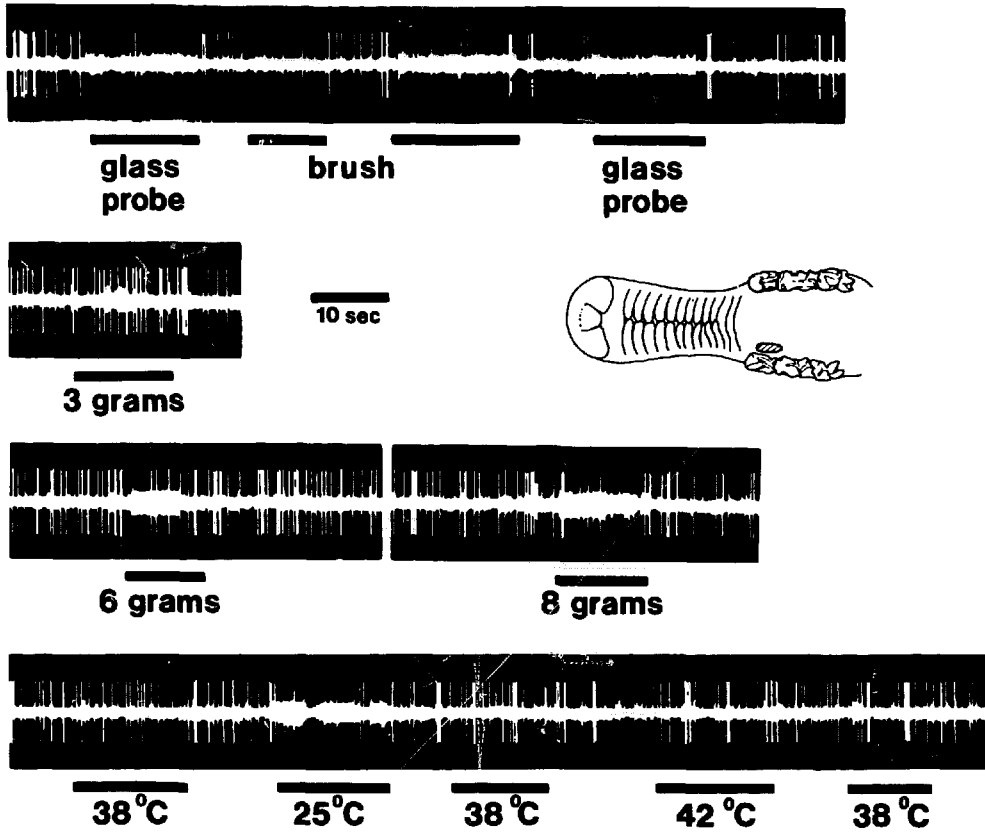 glass
probe
brush
glass
probe
10 sec
3 grams
6 grams
8 grams
38 °C
25°C
38 °C
42 °C
38 °C